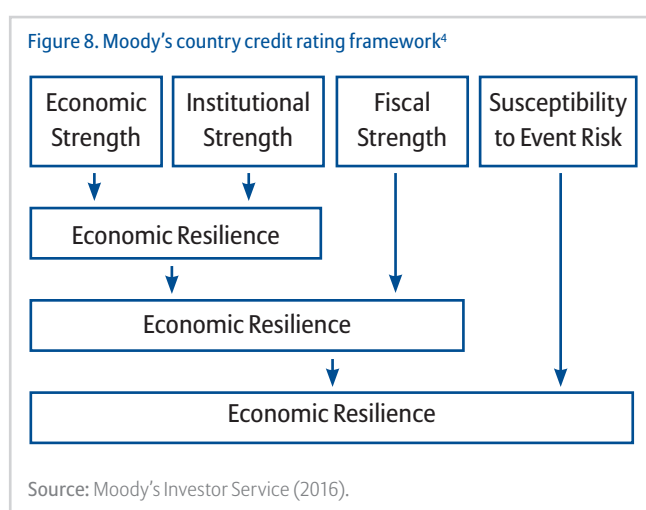 Figure 8. Moody's country credit rating framework⁴
Economic
Strength
Institutional
Strength
Fiscal
Strength
Susceptibility
to Event Risk
Economic Resilience
Economic Resilience
Economic Resilience
Source: Moody's Investor Service (2016).